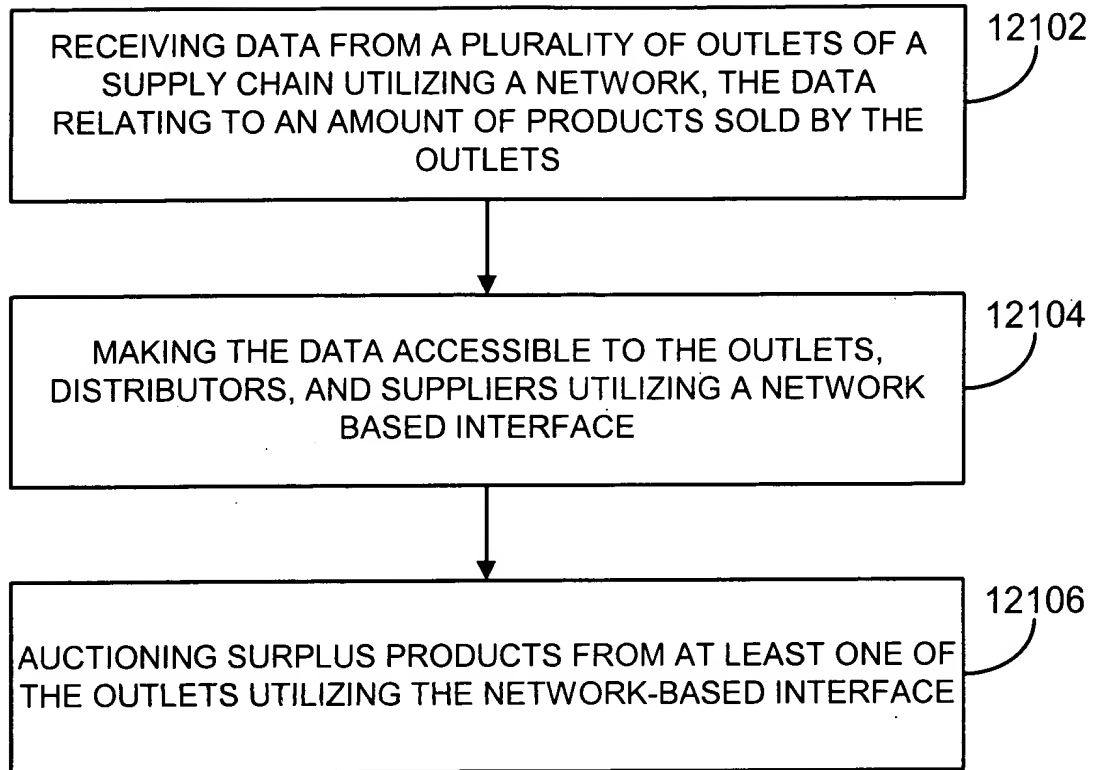 RECEIVING DATA FROM A PLURALITY OF OUTLETS OF A
SUPPLY CHAIN UTILIZING A NETWORK, THE DATA
RELATING TO AN AMOUNT OF PRODUCTS SOLD BY THE
OUTLETS
12102
MAKING THE DATA ACCESSIBLE TO THE OUTLETS,
DISTRIBUTORS, AND SUPPLIERS UTILIZING A NETWORK
BASED INTERFACE
12104
AUCTIONING SURPLUS PRODUCTS FROM AT LEAST ONE OF
THE OUTLETS UTILIZING THE NETWORK-BASED INTERFACE
12106